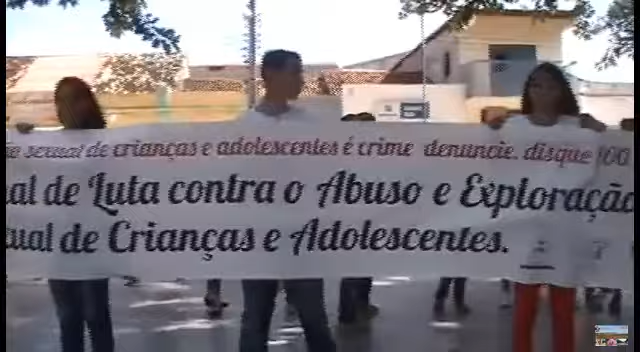 sexual de crianças e adolescentes é crime denuncie. disque 100
al de Luta contra o Abuso e Exploração
ual de Crianças e Adolescentes.